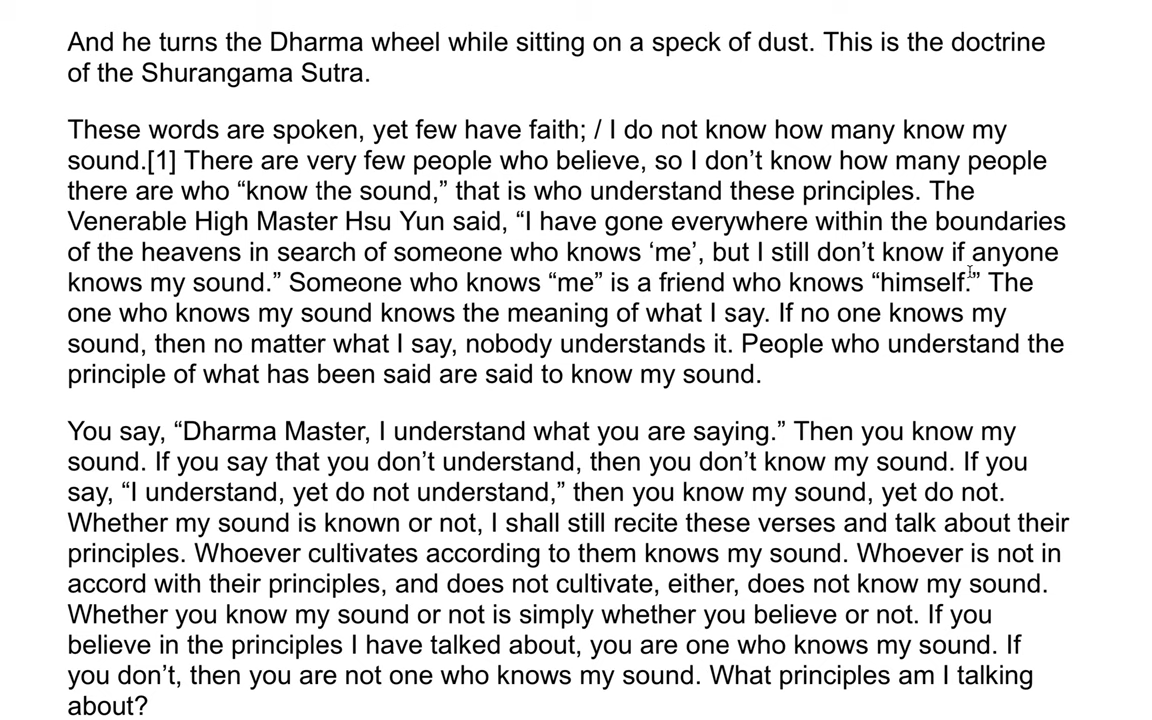 And he turns the Dharma wheel while sitting on a speck of dust. This is the doctrine
of the Shurangama Sutra.
These words are spoken, yet few have faith; / I do not know how many know my
sound.[1] There are very few people who believe, so I don’t know how many people
there are who “know the sound,” that is who understand these principles. The
Venerable High Master Hsu Yun said, “I have gone everywhere within the boundaries
of the heavens in search of someone who knows ‘me’, but I still don’t know if anyone
knows my sound.” Someone who knows “me” is a friend who knows “himself.” The
one who knows my sound knows the meaning of what I say. If no one knows my
sound, then no matter what I say, nobody understands it. People who understand the
principle of what has been said are said to know my sound.
You say, “Dharma Master, I understand what you are saying.” Then you know my
sound. If you say that you don’t understand, then you don’t know my sound. If you
say, “I understand, yet do not understand,” then you know my sound, yet do not.
Whether my sound is known or not, I shall still recite these verses and talk about their
principles. Whoever cultivates according to them knows my sound. Whoever is not in
accord with their principles, and does not cultivate, either, does not know my sound.
Whether you know my sound or not is simply whether you believe or not. If you
believe in the principles I have talked about, you are one who knows my sound. If
you don’t, then you are not one who knows my sound. What principles am I talking
about?